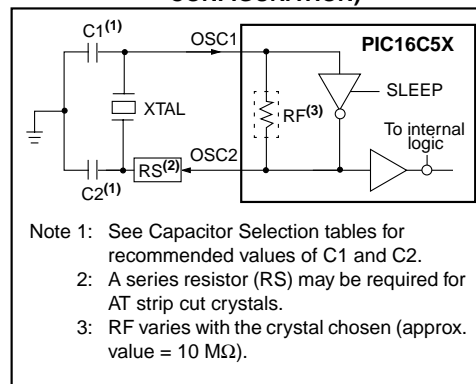 CONFIGURATION)
C1(1)
OSC1
PIC16C5X
SLEEP
XTAL
RF(3)
To internal
logic
OSC2
RS(2)
C2(1)
Note 1: See Capacitor Selection tables for
recommended values of C1 and C2.
2: A series resistor (RS) may be required for
AT strip cut crystals.
3: RF varies with the crystal chosen (approx.
value = 10 MΩ).